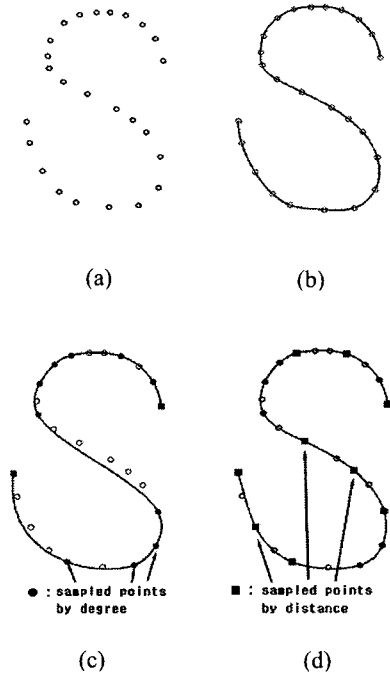 (a)
(b)
● : sampled points
by degree
■ : sampled points
by distance
(c)
(d)